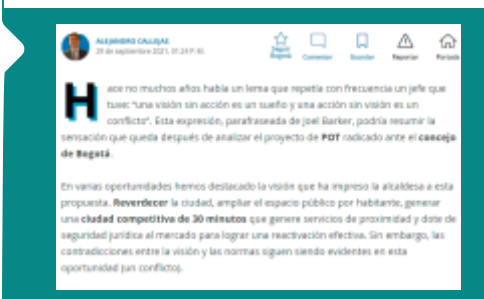 ALEJANDRO CALLEJAS
29 de septiembre 2021, 01:24 P. M.
Seguir Bogotá
Comentar
Guardar
Reportar
Portada
Hace no muchos años había un lema que repetía con frecuencia un jefe que
tuve: "una visión sin acción es un sueño y una acción sin visión es un
conflicto". Esta expresión, parafraseada de Joel Barker, podría resumir la
sensación que queda después de analizar el proyecto de POT radicado ante el concejo
de Bogotá.
En varias oportunidades hemos destacado la visión que ha impreso la alcaldesa a esta
propuesta. Reverdecer la ciudad, ampliar el espacio público por habitante, generar
una ciudad competitiva de 30 minutos que genere servicios de proximidad y dote de
seguridad jurídica al mercado para lograr una reactivación efectiva. Sin embargo, las
contradicciones entre la visión y las normas siguen siendo evidentes en esta
oportunidad (un conflicto).